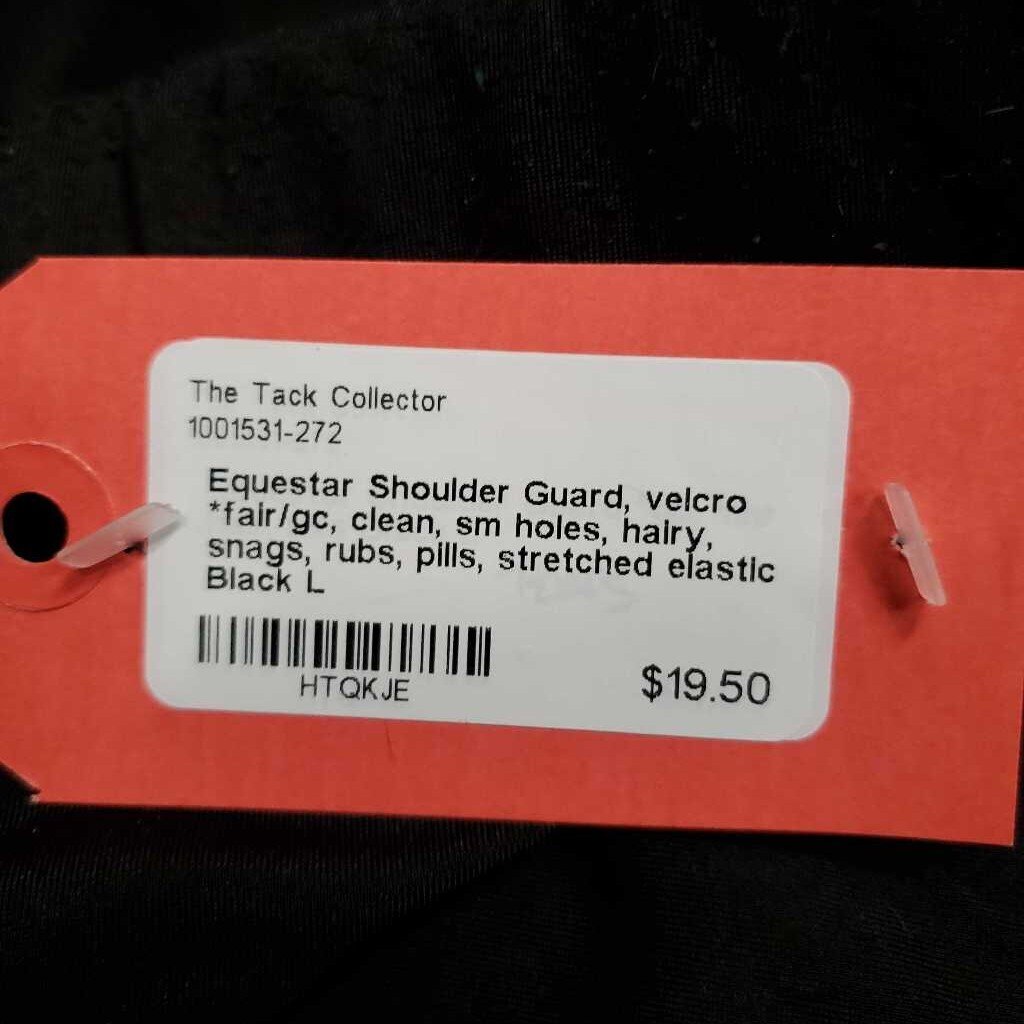 The Tack Collector
1001531-272
Equestar Shoulder Guard, velcro
*fair/gc, clean, sm holes, hairy,
snags, rubs, pills, stretched elastic
Black L
HTQKJE
$19.50